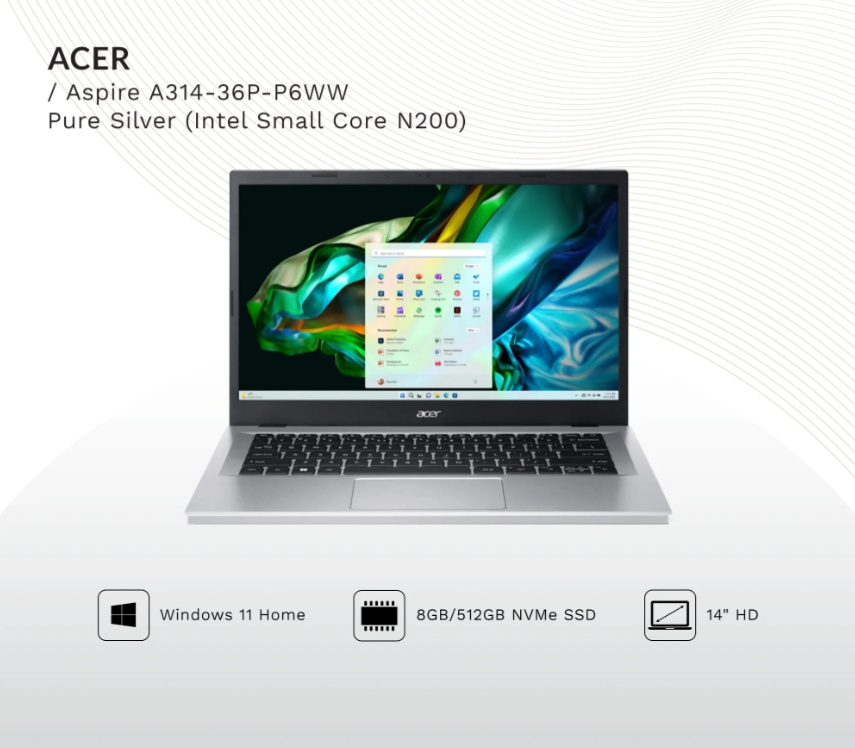 ACER
/ Aspire A314-36P-P6WW
Pure Silver (Intel Small Core N200)
acer
Windows 11 Home
8GB/512GB NVMe SSD
14" HD